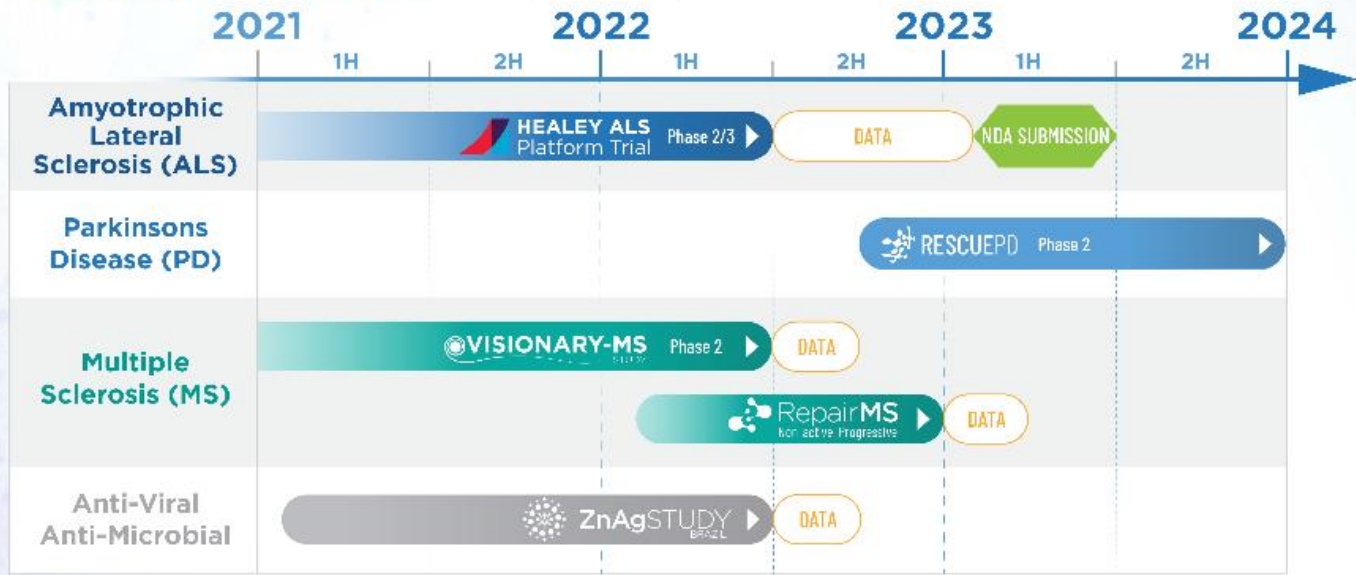 2021 2022 2023 2024
1H 2H 1H 2H 1H 2H
Amyotrophic
Lateral
Sclerosis (ALS)
HEALEY ALS
Platform Trial
Phase 2/3
DATA
NDA SUBMISSION
Parkinsons
Disease (PD)
RESCUEPD Phase 2
Multiple
Sclerosis (MS)
VISIONARY-MS
STUDY
Phase 2
DATA
RepairMS
Non active Progressive
DATA
Anti-Viral
Anti-Microbial
ZnAgSTUDY
BRAZIL
DATA